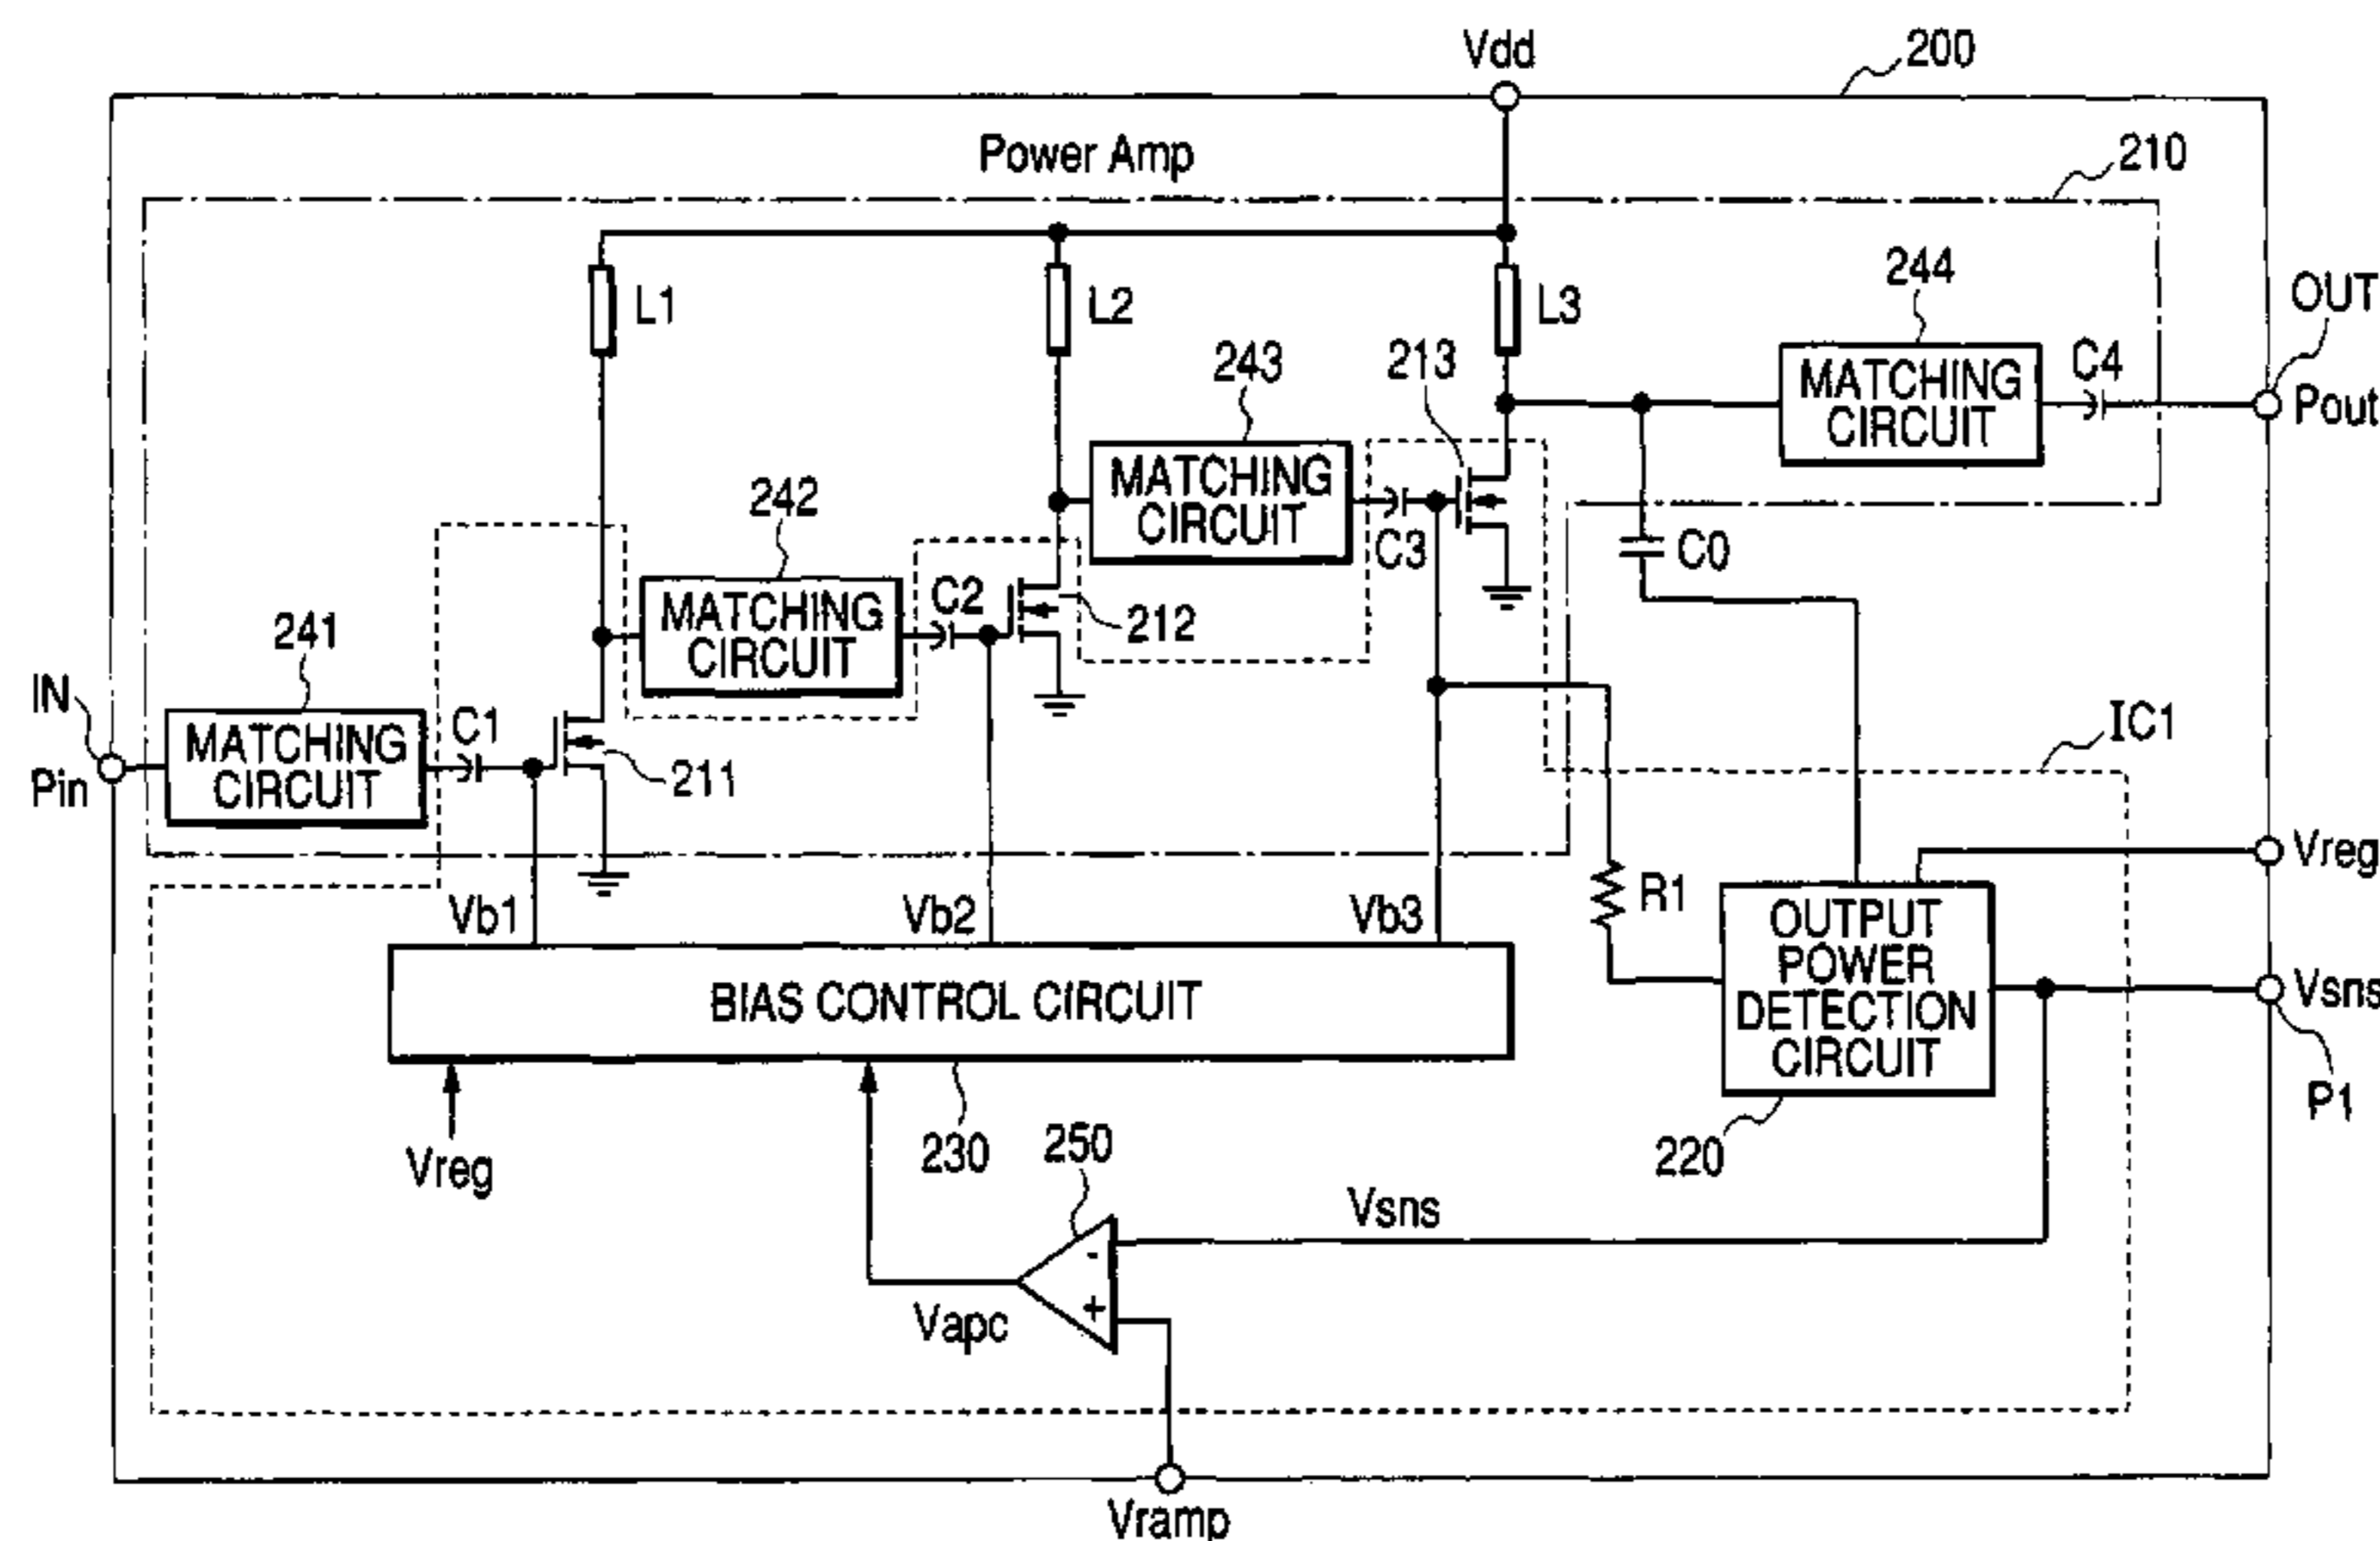 Vdd
200
Power Amp
210
L1
L2
L3
244
OUT
MATCHING
CIRCUIT
C4
Pout
243
213
MATCHING
CIRCUIT
C3
C0
242
MATCHING
CIRCUIT
C2
212
241
IN
Pin
MATCHING
CIRCUIT
C1
211
IC1
Vreg
Vb1
Vb2
Vb3
R1
OUTPUT
POWER
DETECTION
CIRCUIT
Vsns
P1
BIAS CONTROL CIRCUIT
Vreg
230
250
220
Vsns
-
+
Vapc
Vramp